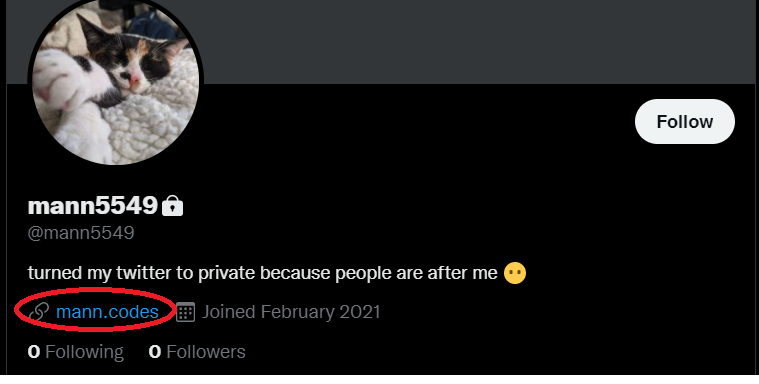 Follow
mann5549
@mann5549
turned my twitter to private because people are after me 😶
mann.codes Joined February 2021
0 Following 0 Followers